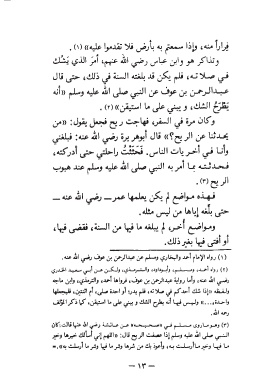 فراراً منه، وإذا سمعتم به بأرض فلا تقدموا عليه» (١).
وتذاكر هو وابن عباس رضي الله عنهم، أمر الذي يَشُك
في صلاته، فلم يكن قد بلغته السنة في ذلك، حتى قال
عبدالرحمن بن عوف عن النبي صلى الله عليه وسلم «أنه
يَطْرَحُ الشك، ويبني على ما استيقن» (٢).
وكان مرة في السفر، فهاجت ريح فجعل يقول: «من
يحدثنا عن الريح؟» قال أبوهريرة رضي الله عنه: فبلغني
وأنا في أخريات الناس، فَحَثَثْتُ راحلتي حتى أدركته،
فحدثته بما أمر به النبي صلى الله عليه وسلم عند هبوب
الريح (٣).
فهذه مواضع لم يكن يعلمها عمر ــ رضي الله عنه ــ
حتى بلّغه إياها من ليس مثله.
ومواضع أُخر، لم يبلغه ما فيها من السنة، فقضى فيها،
أو أفتى فيها بغير ذلك.
(١) رواه الإمام أحمد والبخاري ومسلم عن عبدالرحمن بن عوف رضي الله عنه.
(٢) رواه أحمد، ومسلم، وأبوداود، والترمذي، ولكن عن أبي سعيد الخدري
رضي الله عنه، وأما رواية عبدالرحمن بن عوف، فرواها أحمد، والترمذي، وابن ماجه
ولفظه: «إذا شك أحدكم في صلاته، فلم يدر؛ أو حدة صلى، أم اثنتين، فليجعلها
واحدة، ...» وليس فيها أنه يطرح الشك، ويبني على ما استيقن، كما ذكر المؤلف
رحمه الله.
(٣) وهو ما روى مسلم في «صحيحه» عن عائشة رضي الله عنها قالت: كان
النبي صلى الله عليه وسلم إذا عصفت الريح قال: «اللهم إني أسألك خيرها وخير
ما فيها وخير ما أرسلت به، وأعوذ بك من شرها وشر ما فيها وشر ما أرسلت به».
— ١٣ —